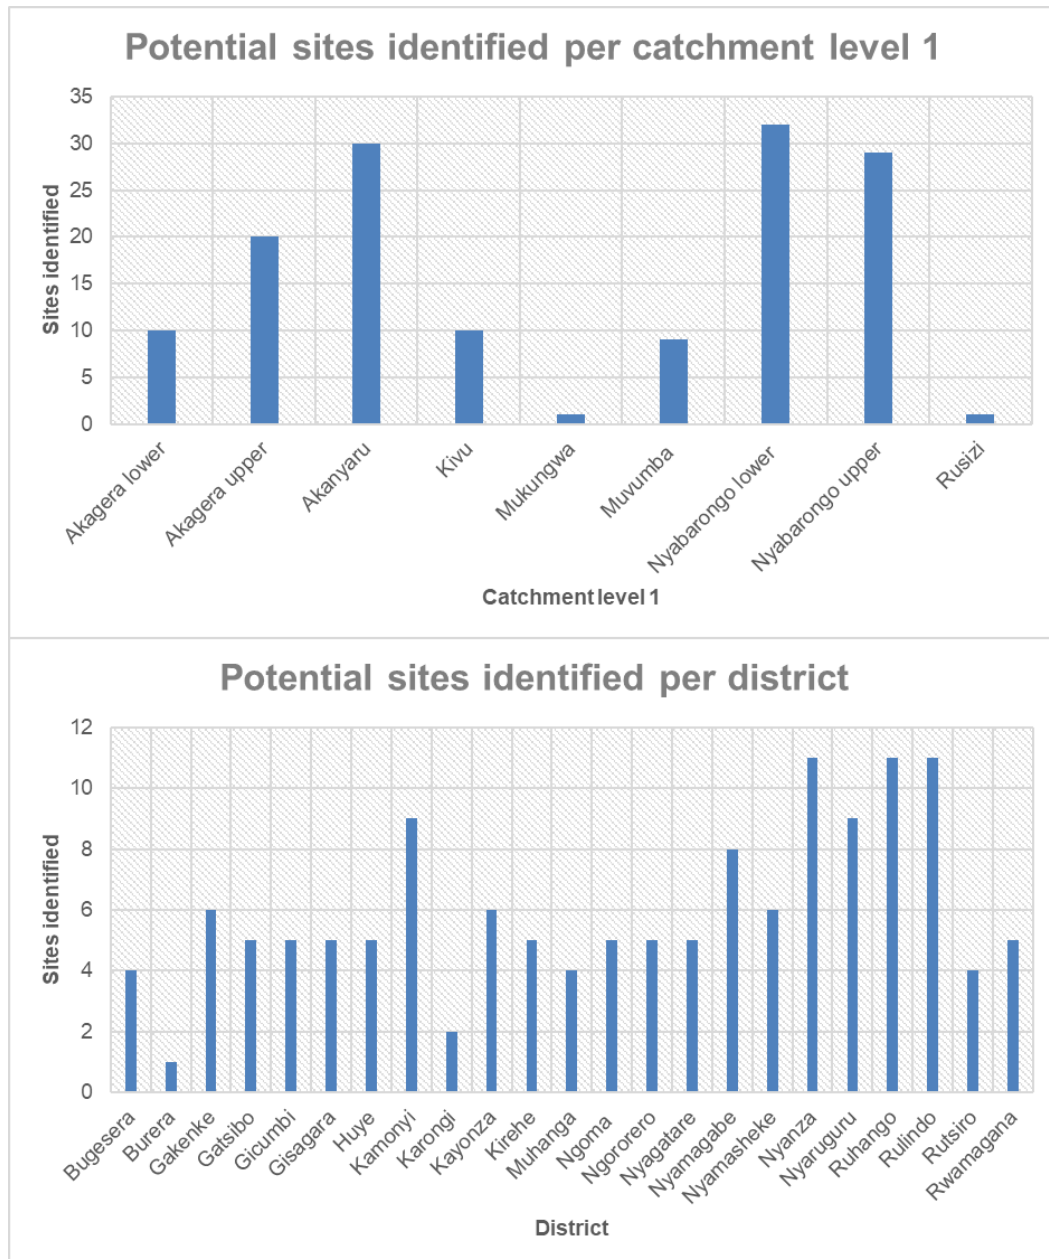 Potential sites identified per catchment level 1
35
30
25
20
15
10
5
0
Sites identified
Akagera lower
Akagera upper
Akanyaru
Kivu
Mukungwa
Muvumba
Nyabarongo lower
Nyabarongo upper
Rusizi
Catchment level 1
Potential sites identified per district
12
10
8
6
4
2
0
Sites identified
Bugesera
Burera
Gakenke
Gatsibo
Gicumbi
Gisagara
Huye
Kamonyi
Karongi
Kayonza
Kirehe
Muhanga
Ngoma
Ngororero
Nyagatare
Nyamagabe
Nyamasheke
Nyanza
Nyaruguru
Ruhango
Rulindo
Rutsiro
Rwamagana
District